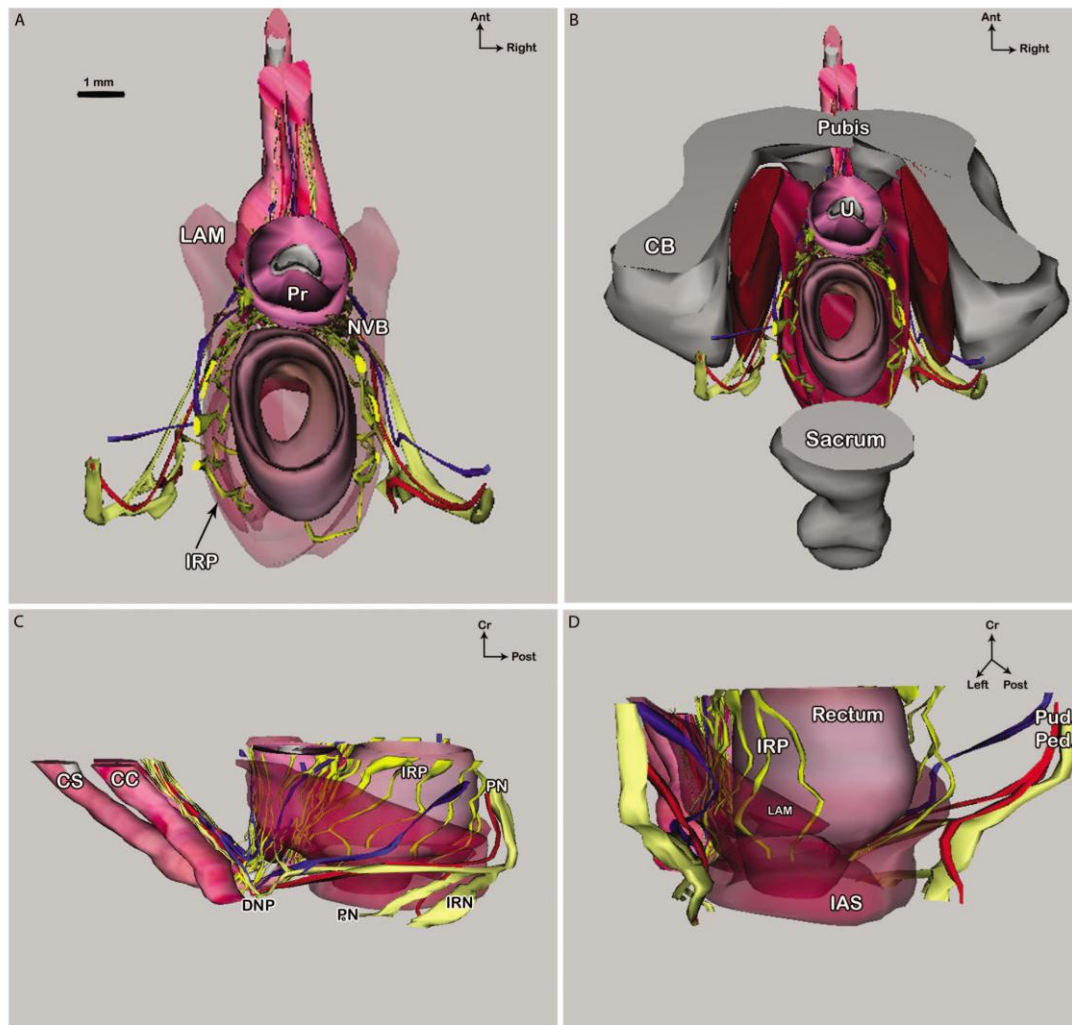 A
Ant
Right
1 mm
LAM
Pr
NVB
IRP
B
Ant
Right
Pubis
U
CB
Sacrum
C
Cr
Post
CS
CC
IRP
PN
DNP
PN
IRN
D
Cr
Left
Post
Rectum
Pud
Ped
IRP
LAM
IAS